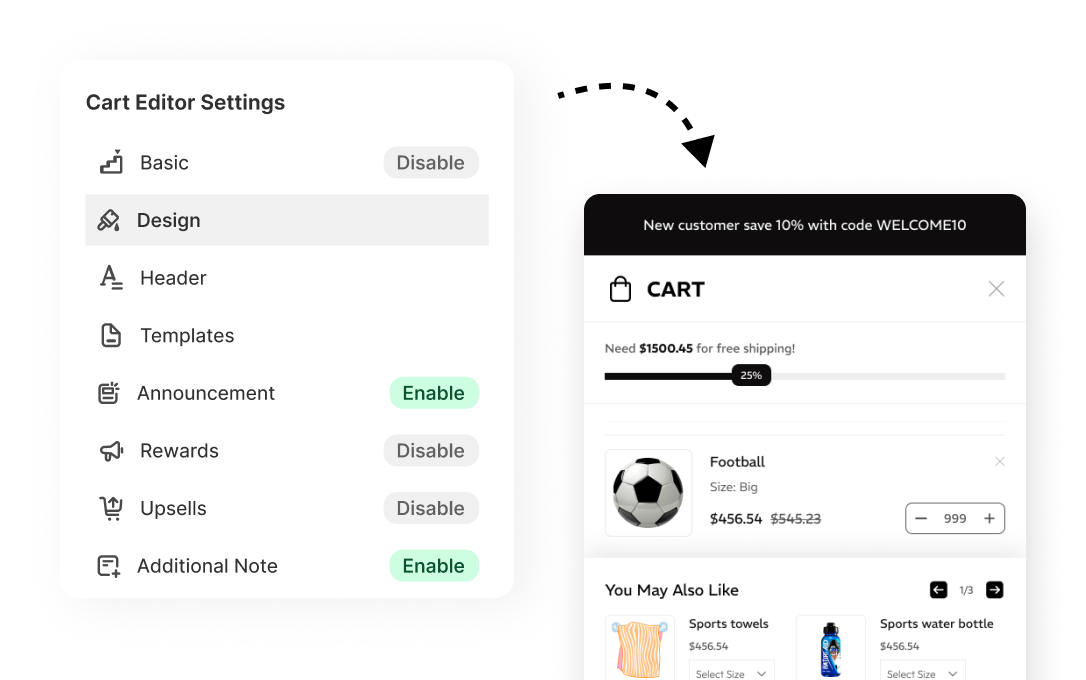 Cart Editor Settings
Basic Disable
Design
Header
Templates
Announcement Enable
Rewards Disable
Upsells Disable
Additional Note Enable
New customer save 10% with code WELCOME10
CART
Need $1500.45 for free shipping!
25%
Football
Size: Big
$456.54 $545.23
999
You May Also Like 1/3
Sports towels
$456.54
Select Size
Sports water bottle
$456.54
Select Size